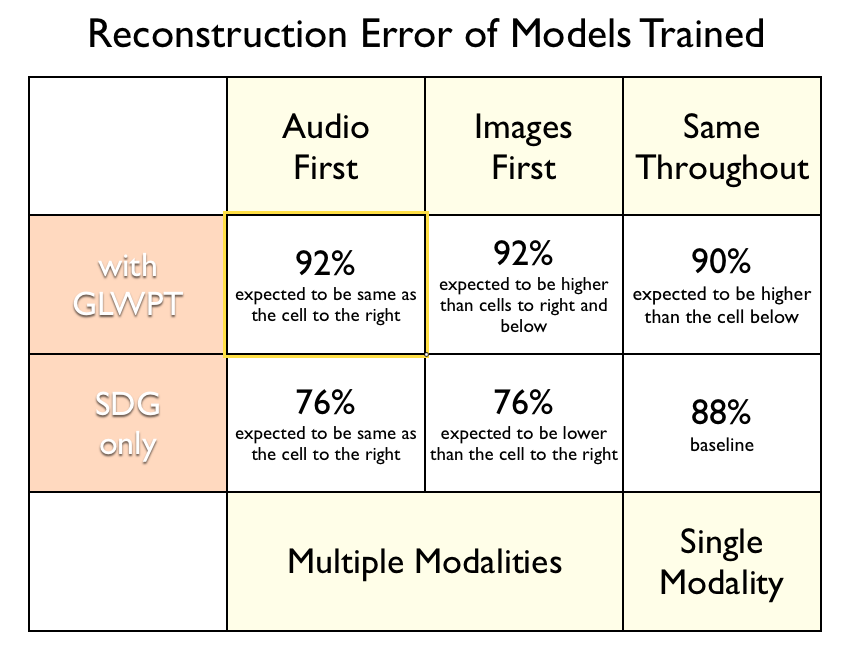 Reconstruction Error of Models Trained
Audio
First
Images
First
Same
Throughout
with
GLWPT
92%
expected to be same as
the cell to the right
92%
expected to be higher
than cells to right and
below
90%
expected to be higher
than the cell below
SDG
only
76%
expected to be same as
the cell to the right
76%
expected to be lower
than the cell to the right
88%
baseline
Multiple Modalities
Single
Modality